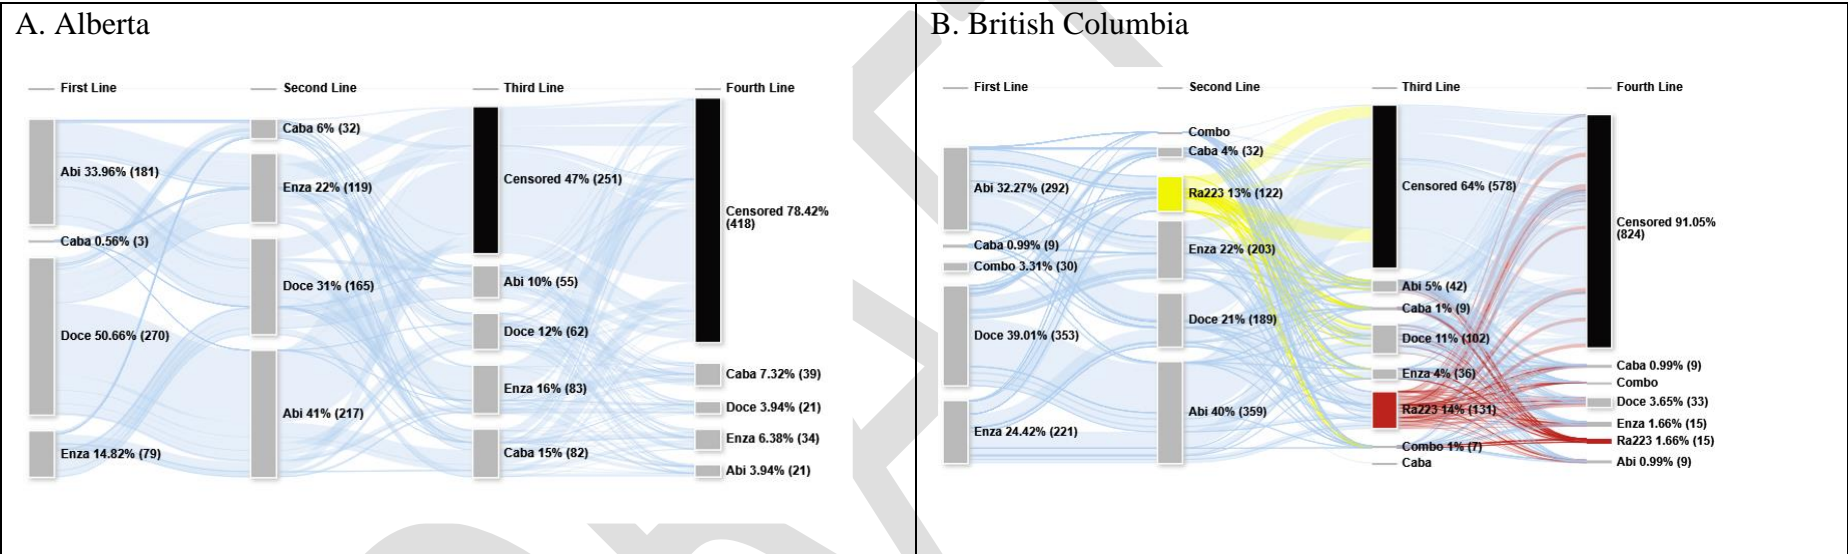 A. Alberta
First Line
Second Line
Third Line
Fourth Line
Abi 33.96% (181)
Caba 0.56% (3)
Doce 50.66% (270)
Enza 14.82% (79)
Caba 6% (32)
Enza 22% (119)
Doce 31% (165)
Abi 41% (217)
Censored 47% (251)
Abi 10% (55)
Doce 12% (62)
Enza 16% (83)
Caba 15% (82)
Censored 78.42%
(418)
Caba 7.32% (39)
Doce 3.94% (21)
Enza 6.38% (34)
Abi 3.94% (21)
B. British Columbia
First Line
Second Line
Third Line
Fourth Line
Abi 32.27% (292)
Caba 0.99% (9)
Combo 3.31% (30)
Doce 39.01% (353)
Enza 24.42% (221)
Combo
Caba 4% (32)
Ra223 13% (122)
Enza 22% (203)
Doce 21% (189)
Abi 40% (359)
Censored 64% (578)
Abi 5% (42)
Caba 1% (9)
Doce 11% (102)
Enza 4% (36)
Ra223 14% (131)
Combo 1% (7)
Caba
Censored 91.05%
(824)
Caba 0.99% (9)
Combo
Doce 3.65% (33)
Enza 1.66% (15)
Ra223 1.66% (15)
Abi 0.99% (9)